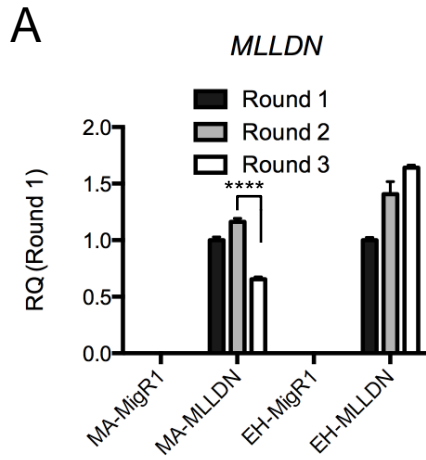 A
MLLDN
Round 1
Round 2
Round 3
****
RQ (Round 1)
2.0
1.5
1.0
0.5
0.0
MA-MigR1
MA-MLLDN
EH-MigR1
EH-MLLDN